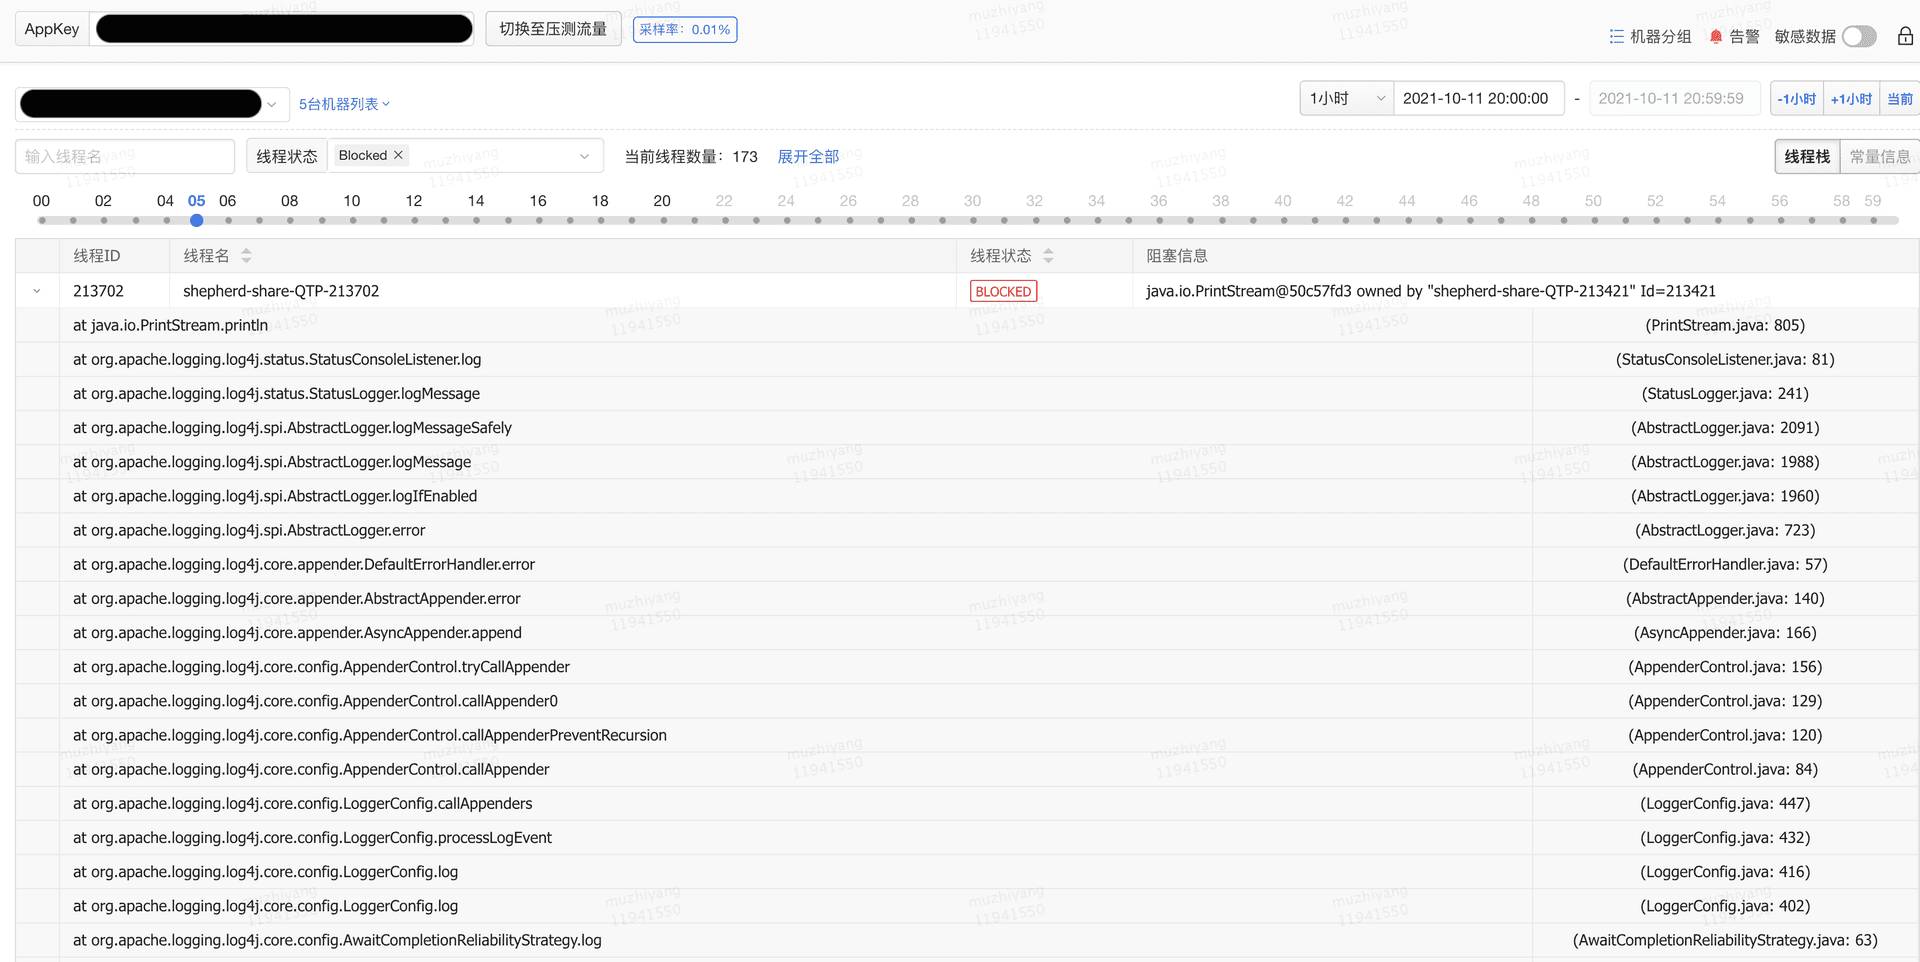 AppKey 切换至压测流量 采样率：0.01% 机器分组 告警 敏感数据
5台机器列表 1小时 2021-10-11 20:00:00 - 2021-10-11 20:59:59 -1小时 +1小时 当前
输入线程名 线程状态 Blocked × 当前线程数量：173 展开全部 线程栈 常量信息
00 02 04 05 06 08 10 12 14 16 18 20 22 24 26 28 30 32 34 36 38 40 42 44 46 48 50 52 54 56 58 59
线程ID 线程名 线程状态 阻塞信息
213702 shepherd-share-QTP-213702 BLOCKED java.io.PrintStream@50c57fd3 owned by "shepherd-share-QTP-213421" Id=213421
at java.io.PrintStream.println (PrintStream.java: 805)
at org.apache.logging.log4j.status.StatusConsoleListener.log (StatusConsoleListener.java: 81)
at org.apache.logging.log4j.status.StatusLogger.logMessage (StatusLogger.java: 241)
at org.apache.logging.log4j.spi.AbstractLogger.logMessageSafely (AbstractLogger.java: 2091)
at org.apache.logging.log4j.spi.AbstractLogger.logMessage (AbstractLogger.java: 1988)
at org.apache.logging.log4j.spi.AbstractLogger.logIfEnabled (AbstractLogger.java: 1960)
at org.apache.logging.log4j.spi.AbstractLogger.error (AbstractLogger.java: 723)
at org.apache.logging.log4j.core.appender.DefaultErrorHandler.error (DefaultErrorHandler.java: 57)
at org.apache.logging.log4j.core.appender.AbstractAppender.error (AbstractAppender.java: 140)
at org.apache.logging.log4j.core.appender.AsyncAppender.append (AsyncAppender.java: 166)
at org.apache.logging.log4j.core.config.AppenderControl.tryCallAppender (AppenderControl.java: 156)
at org.apache.logging.log4j.core.config.AppenderControl.callAppender0 (AppenderControl.java: 129)
at org.apache.logging.log4j.core.config.AppenderControl.callAppenderPreventRecursion (AppenderControl.java: 120)
at org.apache.logging.log4j.core.config.AppenderControl.callAppender (AppenderControl.java: 84)
at org.apache.logging.log4j.core.config.LoggerConfig.callAppenders (LoggerConfig.java: 447)
at org.apache.logging.log4j.core.config.LoggerConfig.processLogEvent (LoggerConfig.java: 432)
at org.apache.logging.log4j.core.config.LoggerConfig.log (LoggerConfig.java: 416)
at org.apache.logging.log4j.core.config.LoggerConfig.log (LoggerConfig.java: 402)
at org.apache.logging.log4j.core.config.AwaitCompletionReliabilityStrategy.log (AwaitCompletionReliabilityStrategy.java: 63)
muzhiyang
11941550